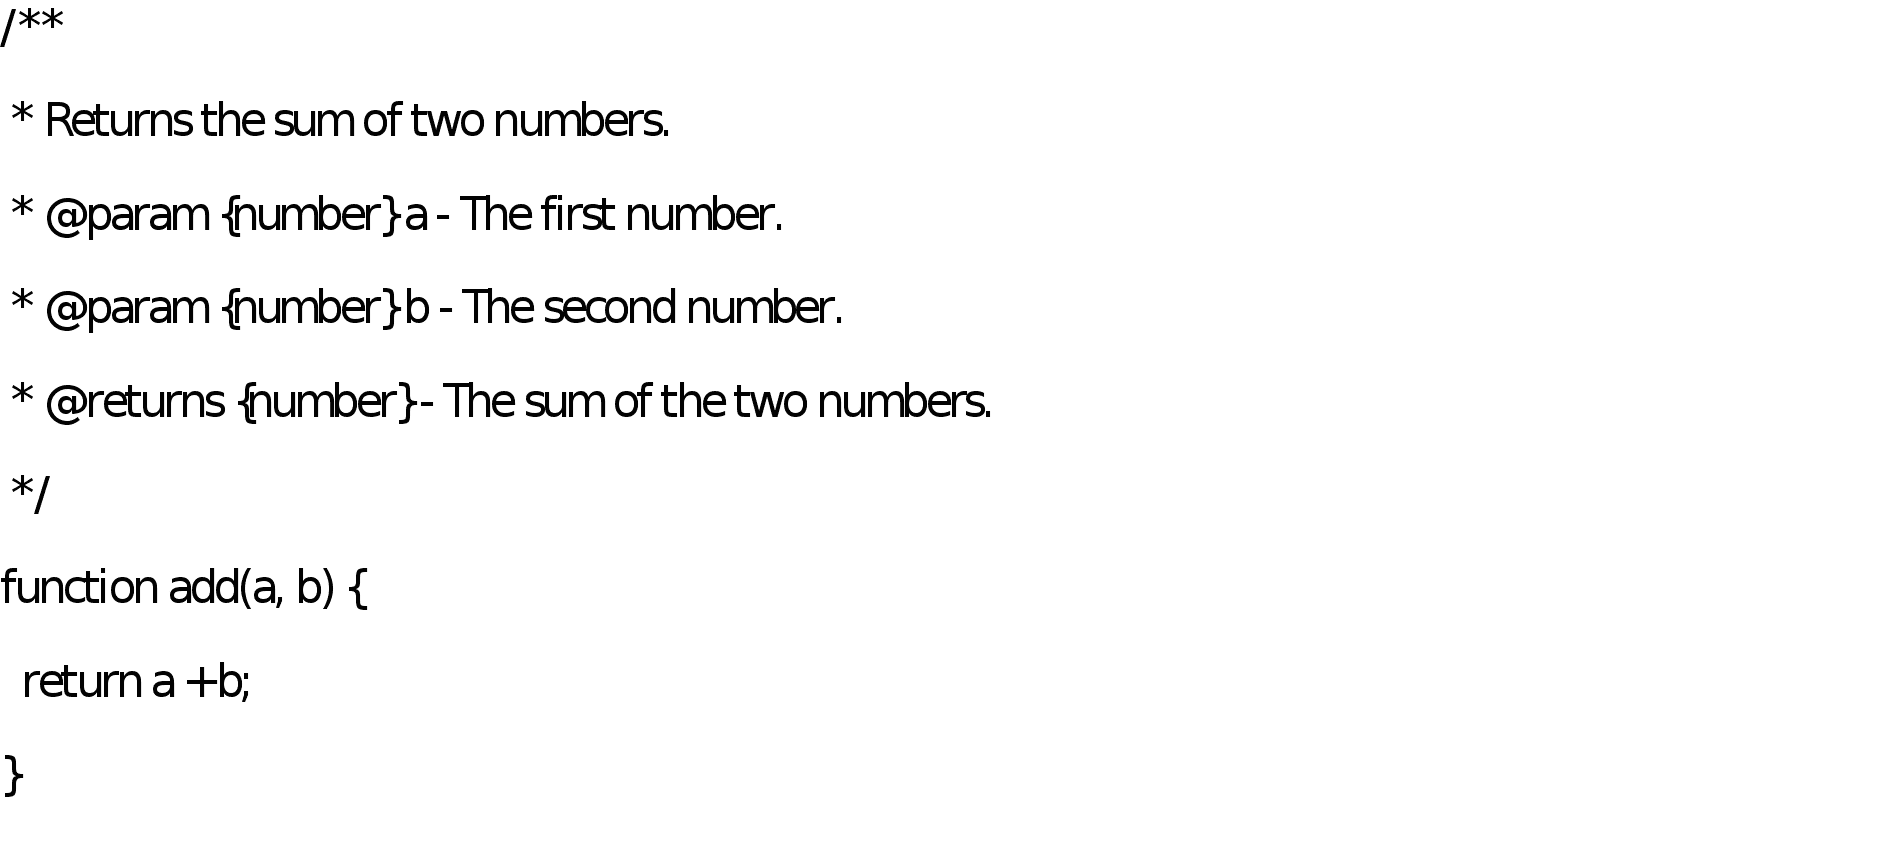 /**
 * Returns the sum of two numbers.
 * @param {number} a - The first number.
 * @param {number} b - The second number.
 * @returns {number} - The sum of the two numbers.
 */
function add(a, b) {
  return a + b;
}